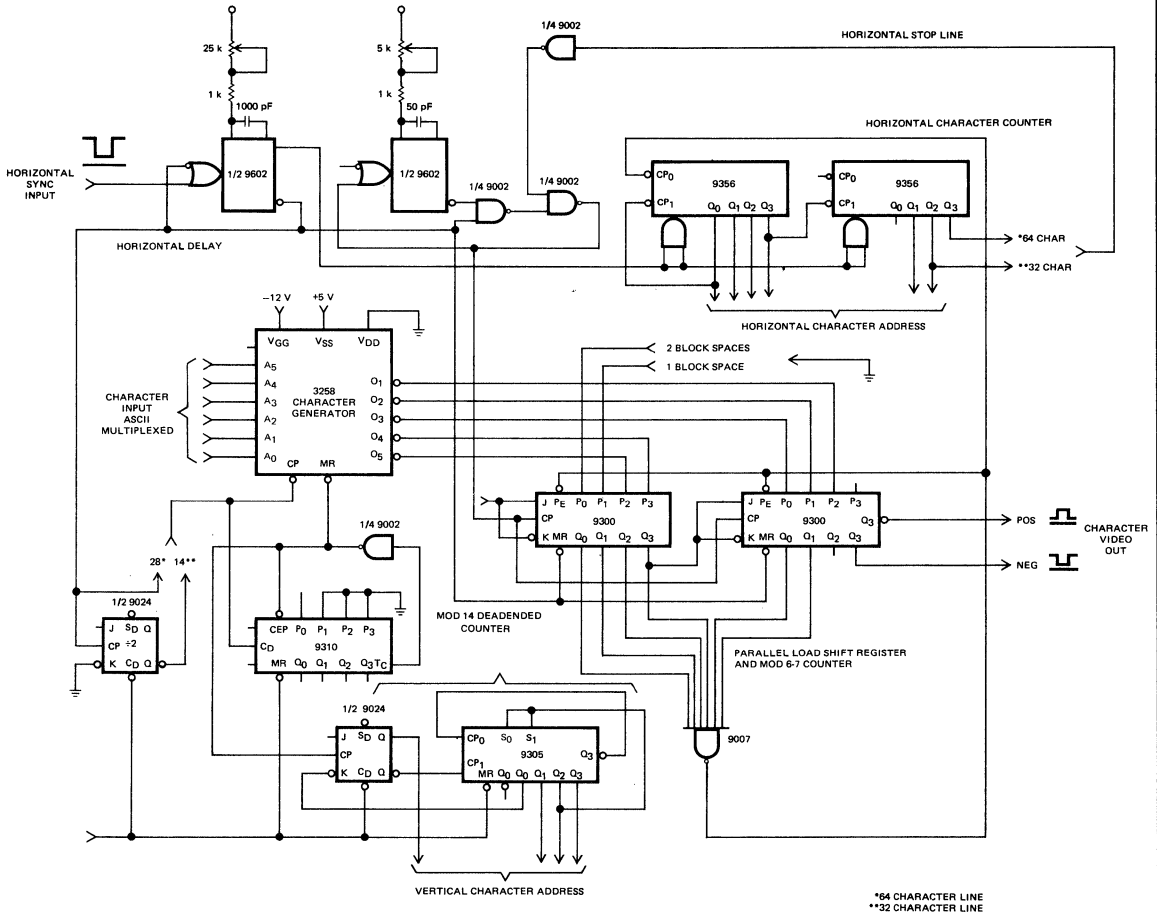 1/4 9002
HORIZONTAL STOP LINE
25 k
5 k
1 k
1 k
1000 pF
50 pF
HORIZONTAL
SYNC
INPUT
1/2 9602
1/2 9602
1/4 9002
1/4 9002
HORIZONTAL DELAY
HORIZONTAL CHARACTER COUNTER
CP0 9356
CP1 Q0 Q1 Q2 Q3
CP0 9356
CP1 Q0 Q1 Q2 Q3
*64 CHAR
**32 CHAR
HORIZONTAL CHARACTER ADDRESS
−12 V +5 V
VGG VSS VDD
A5
A4
A3
A2
A1
A0
3258
CHARACTER
GENERATOR
O1
O2
O3
O4
O5
CP MR
CHARACTER
INPUT
ASCII
MULTIPLEXED
2 BLOCK SPACES
1 BLOCK SPACE
J PE P0 P1 P2 P3
CP 9300
K MR Q0 Q1 Q2 Q3
J PE P0 P1 P2 P3
CP 9300 Q3
K MR Q0 Q1 Q2 Q3
POS
NEG
CHARACTER
VIDEO
OUT
1/4 9002
28* 14**
1/2 9024
J SD Q
CP ÷2
K CD Q
CEP P0 P1 P2 P3
CD 9310
MR Q0 Q1 Q2 Q3 TC
MOD 14 DEADENDED
COUNTER
PARALLEL LOAD SHIFT REGISTER
AND MOD 6-7 COUNTER
9007
1/2 9024
J SD Q
CP
K CD Q
CP0 S0 S1
9305 Q3
CP1
MR Q0 Q0 Q1 Q2 Q3
VERTICAL CHARACTER ADDRESS
*64 CHARACTER LINE
**32 CHARACTER LINE